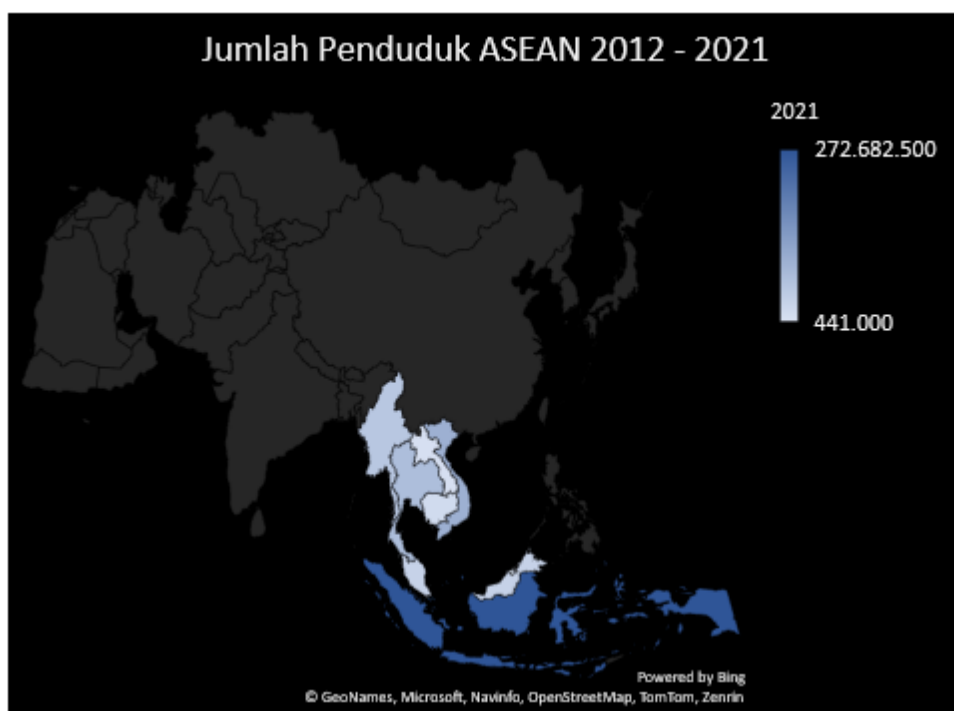 Jumlah Penduduk ASEAN 2012 - 2021
2021
272.682.500
441.000
Powered by Bing
© GeoNames, Microsoft, Navinfo, OpenStreetMap, TomTom, Zenrin